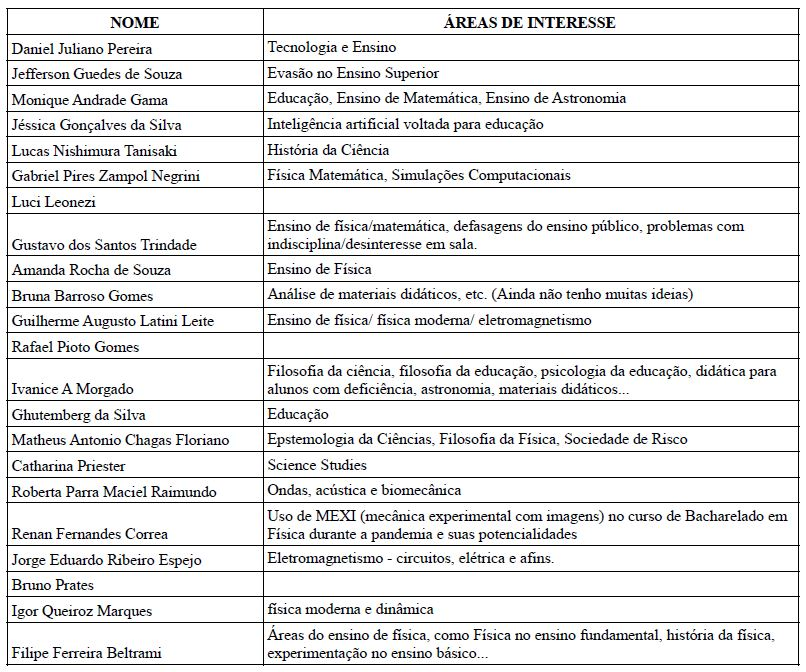 NOME ÁREAS DE INTERESSE
Daniel Juliano Pereira Tecnologia e Ensino
Jefferson Guedes de Souza Evasão no Ensino Superior
Monique Andrade Gama Educação, Ensino de Matemática, Ensino de Astronomia
Jéssica Gonçalves da Silva Inteligência artificial voltada para educação
Lucas Nishimura Tanisaki História da Ciência
Gabriel Pires Zampol Negrini Física Matemática, Simulações Computacionais
Luci Leonezi
Gustavo dos Santos Trindade Ensino de física/matemática, defasagens do ensino público, problemas com
indisciplina/desinteresse em sala.
Amanda Rocha de Souza Ensino de Física
Bruna Barroso Gomes Análise de materiais didáticos, etc. (Ainda não tenho muitas ideias)
Guilherme Augusto Latini Leite Ensino de física/ física moderna/ eletromagnetismo
Rafael Pioto Gomes
Ivanice A Morgado Filosofia da ciência, filosofia da educação, psicologia da educação, didática para
alunos com deficiência, astronomia, materiais didáticos...
Ghutemberg da Silva Educação
Matheus Antonio Chagas Floriano Epstemologia da Ciências, Filosofia da Física, Sociedade de Risco
Catharina Priester Science Studies
Roberta Parra Maciel Raimundo Ondas, acústica e biomecânica
Renan Fernandes Correa Uso de MEXI (mecânica experimental com imagens) no curso de Bacharelado em
Física durante a pandemia e suas potencialidades
Jorge Eduardo Ribeiro Espejo Eletromagnetismo - circuitos, elétrica e afins.
Bruno Prates
Igor Queiroz Marques física moderna e dinâmica
Filipe Ferreira Beltrami Áreas do ensino de física, como Física no ensino fundamental, história da física,
experimentação no ensino básico...